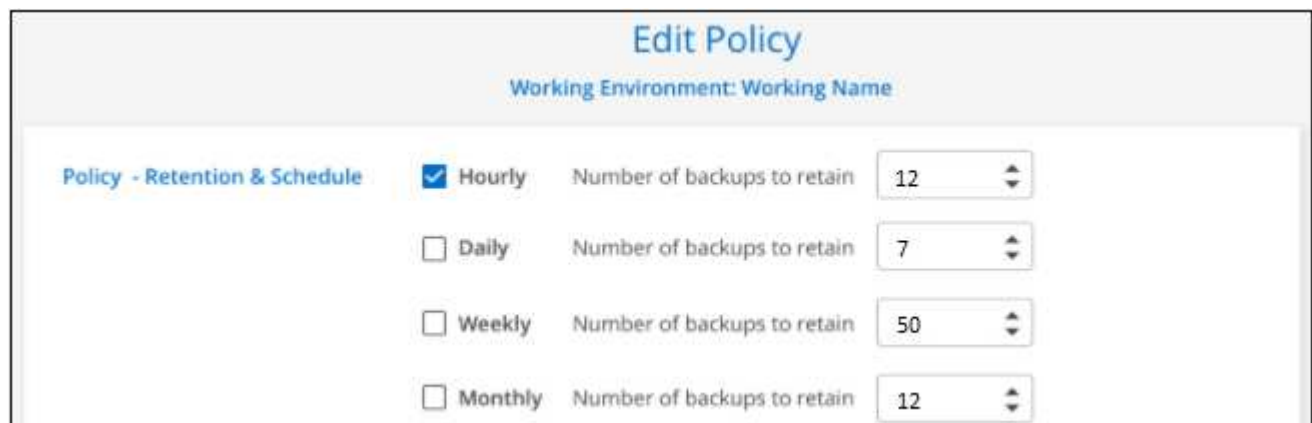 Edit Policy
Working Environment: Working Name
Policy - Retention & Schedule Hourly Number of backups to retain 12
Daily Number of backups to retain 7
Weekly Number of backups to retain 50
Monthly Number of backups to retain 12